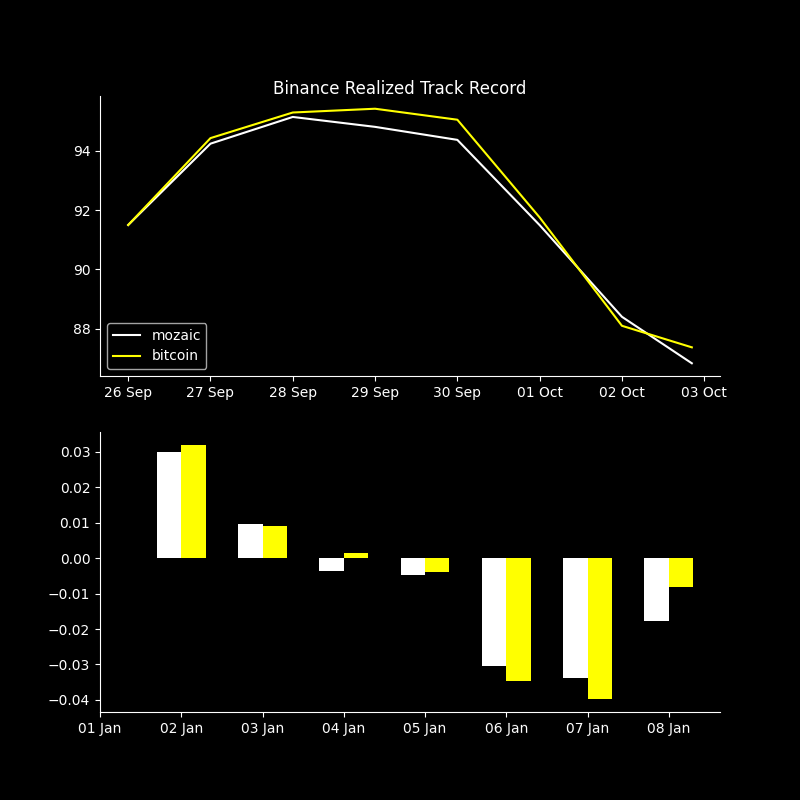 Binance Realized Track Record
94
92
90
88
mozaic
bitcoin
26 Sep 27 Sep 28 Sep 29 Sep 30 Sep 01 Oct 02 Oct 03 Oct
0.03
0.02
0.01
0.00
−0.01
−0.02
−0.03
−0.04
01 Jan 02 Jan 03 Jan 04 Jan 05 Jan 06 Jan 07 Jan 08 Jan